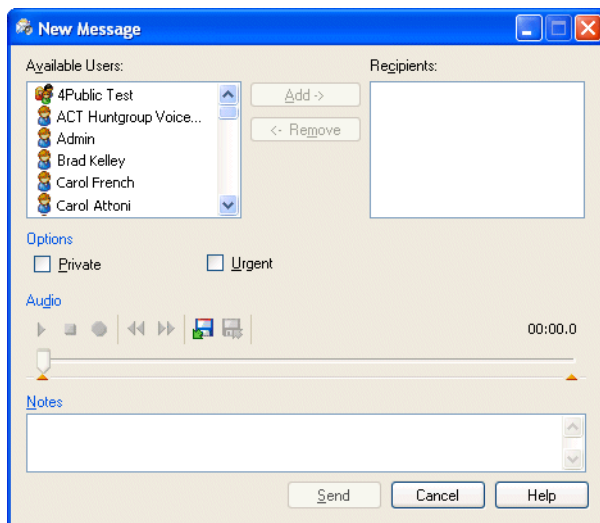 New Message
Available Users:
Recipients:
4Public Test
ACT Huntgroup Voice...
Admin
Brad Kelley
Carol French
Carol Attoni
Add ->
<- Remove
Options
Private
Urgent
Audio
00:00.0
Notes
Send
Cancel
Help